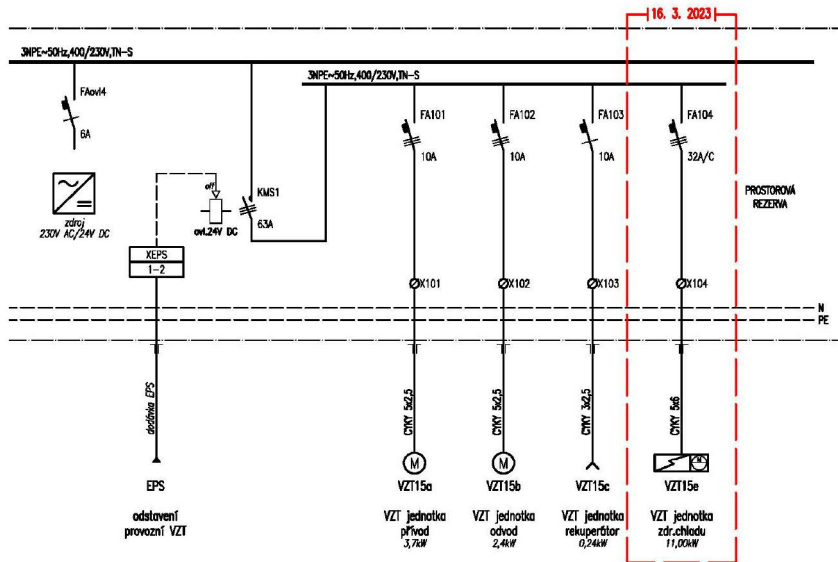 16. 3. 2023
3NPE~50Hz,400/230V,TN-S
3NPE~50Hz,400/230V,TN-S
FAovl4
6A
FA101
10A
FA102
10A
FA103
10A
FA104
32A/C
PROSTOROVÁ
REZERVA
zdroj
230V AC/24V DC
off
ovl.24V DC
KMS1
63A
XEPS
1-2
X101
X102
X103
X104
N
PE
dodávka EPS
CYKY 5x2,5
CYKY 5x2,5
CYKY 3x2,5
CYKY 5x6
EPS
odstavení
provozní VZT
M
VZT15a
VZT jednotka
přívod
3,7kW
M
VZT15b
VZT jednotka
odvod
2,4kW
VZT15c
VZT jednotka
rekuperátor
0,24kW
M
VZT15e
VZT jednotka
zdr.chladu
11,00kW